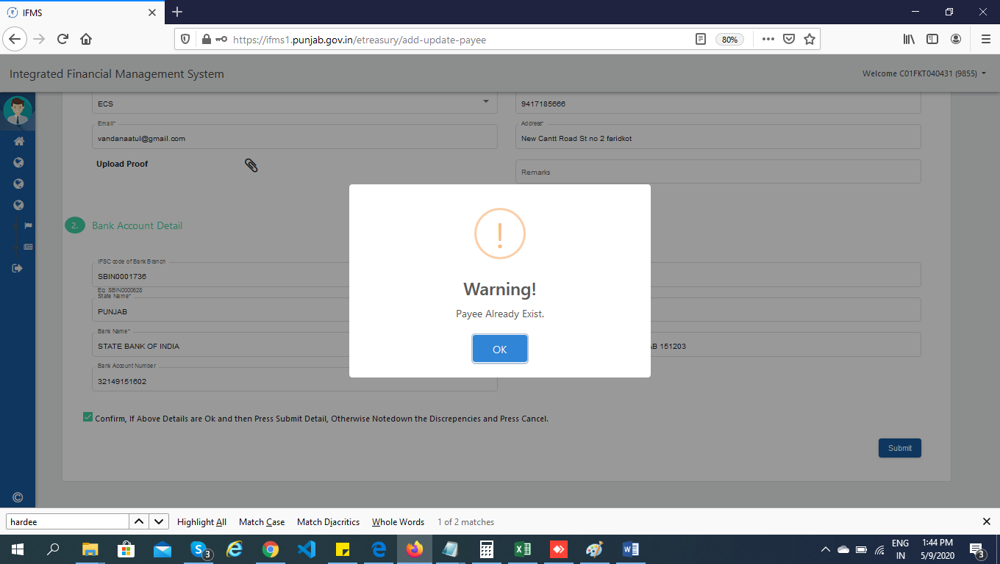 IFMS
https://ifms1.punjab.gov.in/etreasury/add-update-payee
80%
Integrated Financial Management System
Welcome C01FKT040431 (9855)
ECS
9417185666
Email*
vandanaatul@gmail.com
Address*
New Cantt Road St no 2 faridkot
Upload Proof
Remarks
2.
Bank Account Detail
IFSC code of Bank Branch
SBIN0001736
Eq: SBIN0000628
State Name*
PUNJAB
Bank Name*
STATE BANK OF INDIA
AB 151203
Bank Account Number
32149151602
Warning!
Payee Already Exist.
OK
Confirm, If Above Details are Ok and then Press Submit Detail, Otherwise Notedown the Discrepencies and Press Cancel.
Submit
hardee
Highlight All
Match Case
Match Diacritics
Whole Words
1 of 2 matches
3
ENG
IN
1:44 PM
5/9/2020
3